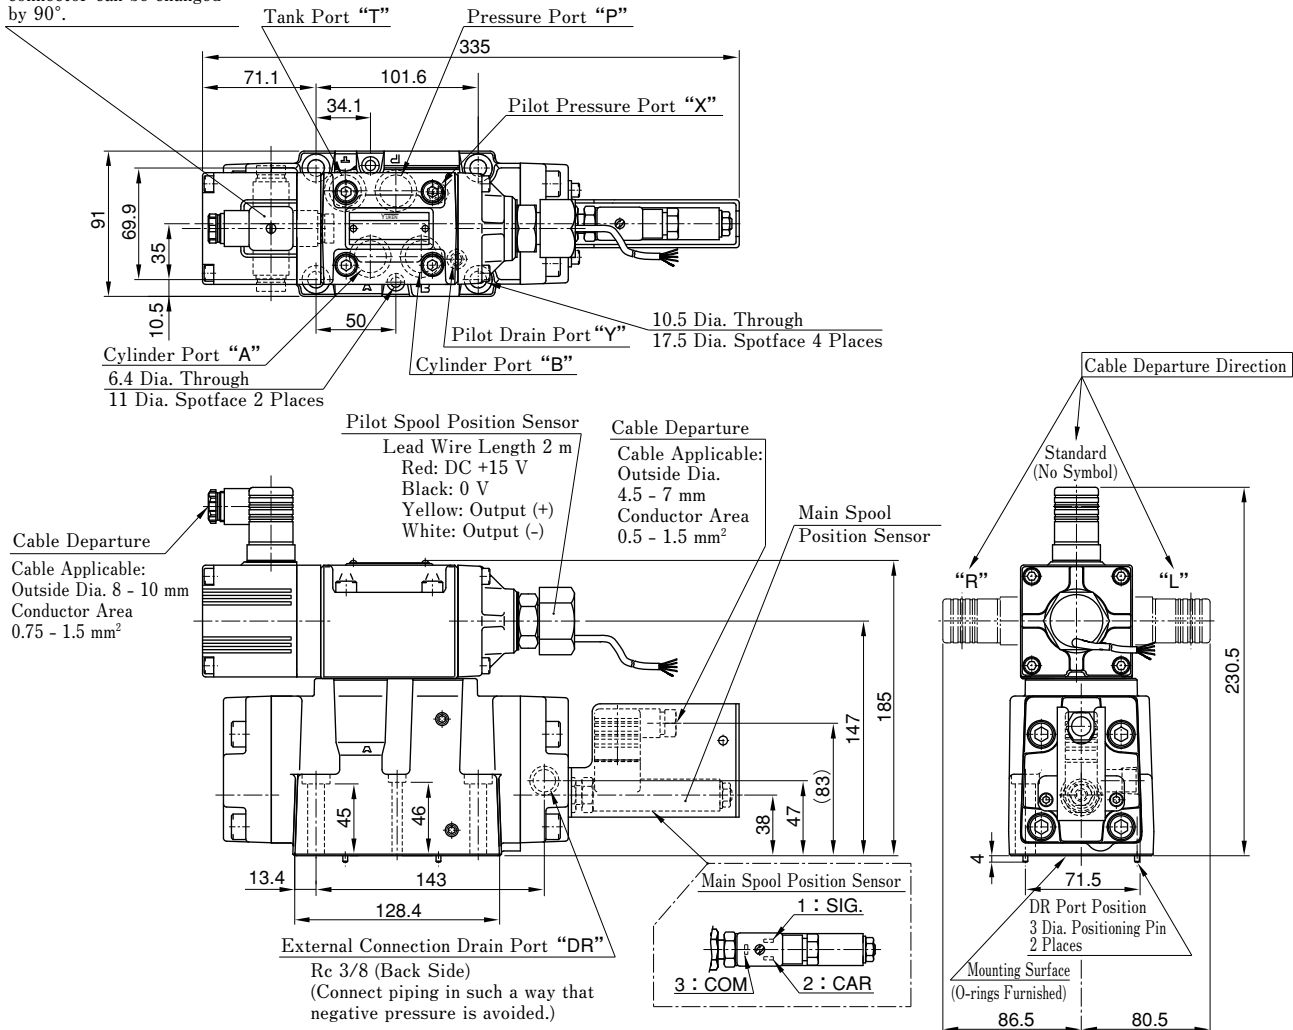 by 90°.
Tank Port “T”
Pressure Port “P”
335
71.1
101.6
34.1
Pilot Pressure Port “X”
T
P
91
69.9
35
10.5
YUKEN
A
B
50
Pilot Drain Port “Y”
10.5 Dia. Through
17.5 Dia. Spotface 4 Places
Cylinder Port “A”
Cylinder Port “B”
6.4 Dia. Through
11 Dia. Spotface 2 Places
Cable Departure Direction
Pilot Spool Position Sensor
Lead Wire Length 2 m
Red: DC +15 V
Black: 0 V
Yellow: Output (+)
White: Output (-)
Cable Departure
Cable Applicable:
Outside Dia.
4.5 - 7 mm
Conductor Area
0.5 - 1.5 mm²
Main Spool
Position Sensor
Standard
(No Symbol)
“R”
“L”
Cable Departure
Cable Applicable:
Outside Dia. 8 - 10 mm
Conductor Area
0.75 - 1.5 mm²
A
45
46
38
47
(83)
147
185
230.5
4
13.4
143
128.4
71.5
External Connection Drain Port “DR”
Rc 3/8 (Back Side)
(Connect piping in such a way that
negative pressure is avoided.)
Main Spool Position Sensor
1 : SIG.
3 : COM
2 : CAR
DR Port Position
3 Dia. Positioning Pin
2 Places
Mounting Surface
(O-rings Furnished)
86.5
80.5